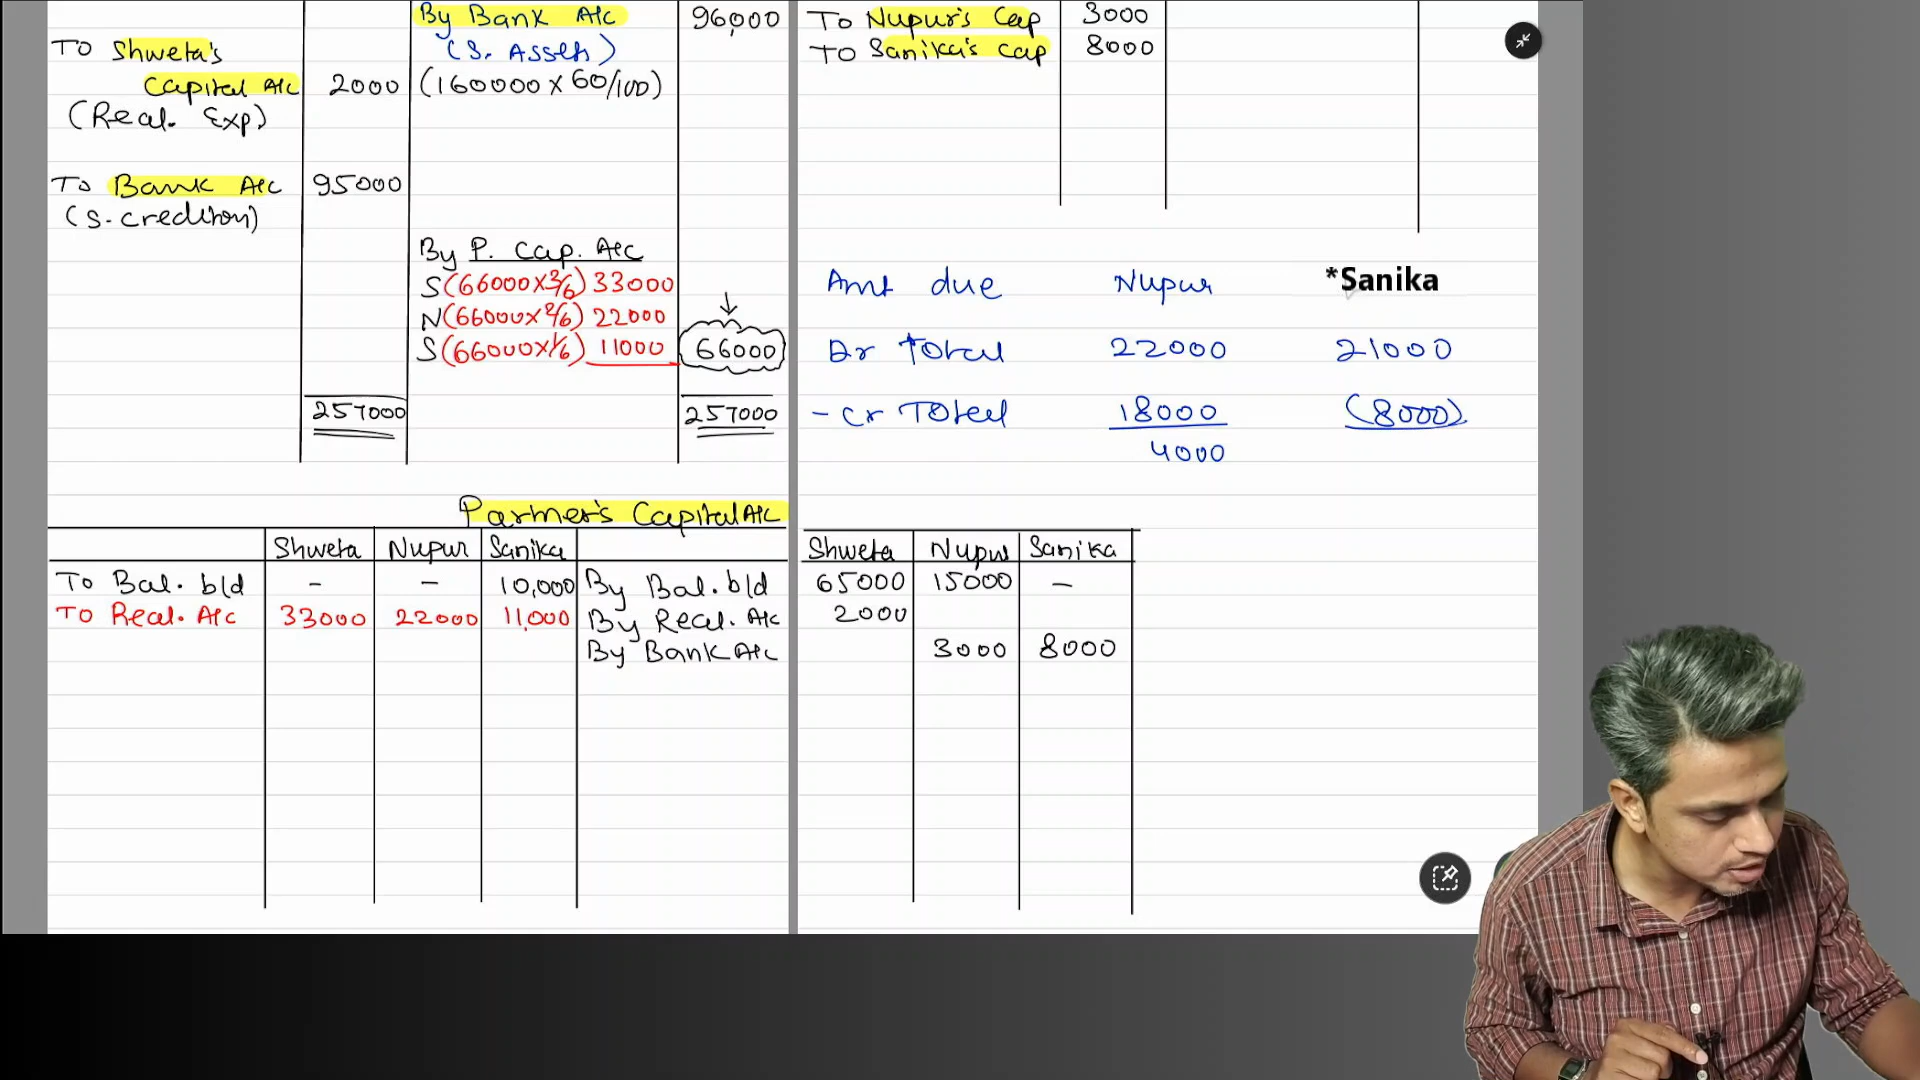 By Bank A/c 96,000
To Shweta's (S. Assets)
Capital A/c 2000 (160000 x 60/100)
(Real. Exp)
To Bank A/c 95000
(S. creditors)
By P. Cap. A/c
S (66000x3/6) 33000
N (66000x2/6) 22000
S (66000x1/6) 11000 66000
257000 257000
To Nupur's Cap 3000
To Sanika's Cap 8000
Amt due Nupur *Sanika
Dr Total 22000 21000
- Cr Total 18000 (8000)
4000
Partner's Capital A/c
Shweta Nupur Sanika Shweta Nupur Sanika
To Bal. b/d - - 10,000 By Bal. b/d 65000 15000 -
To Real. A/c 33000 22000 11,000 By Real. A/c 2000
By Bank A/c 3000 8000